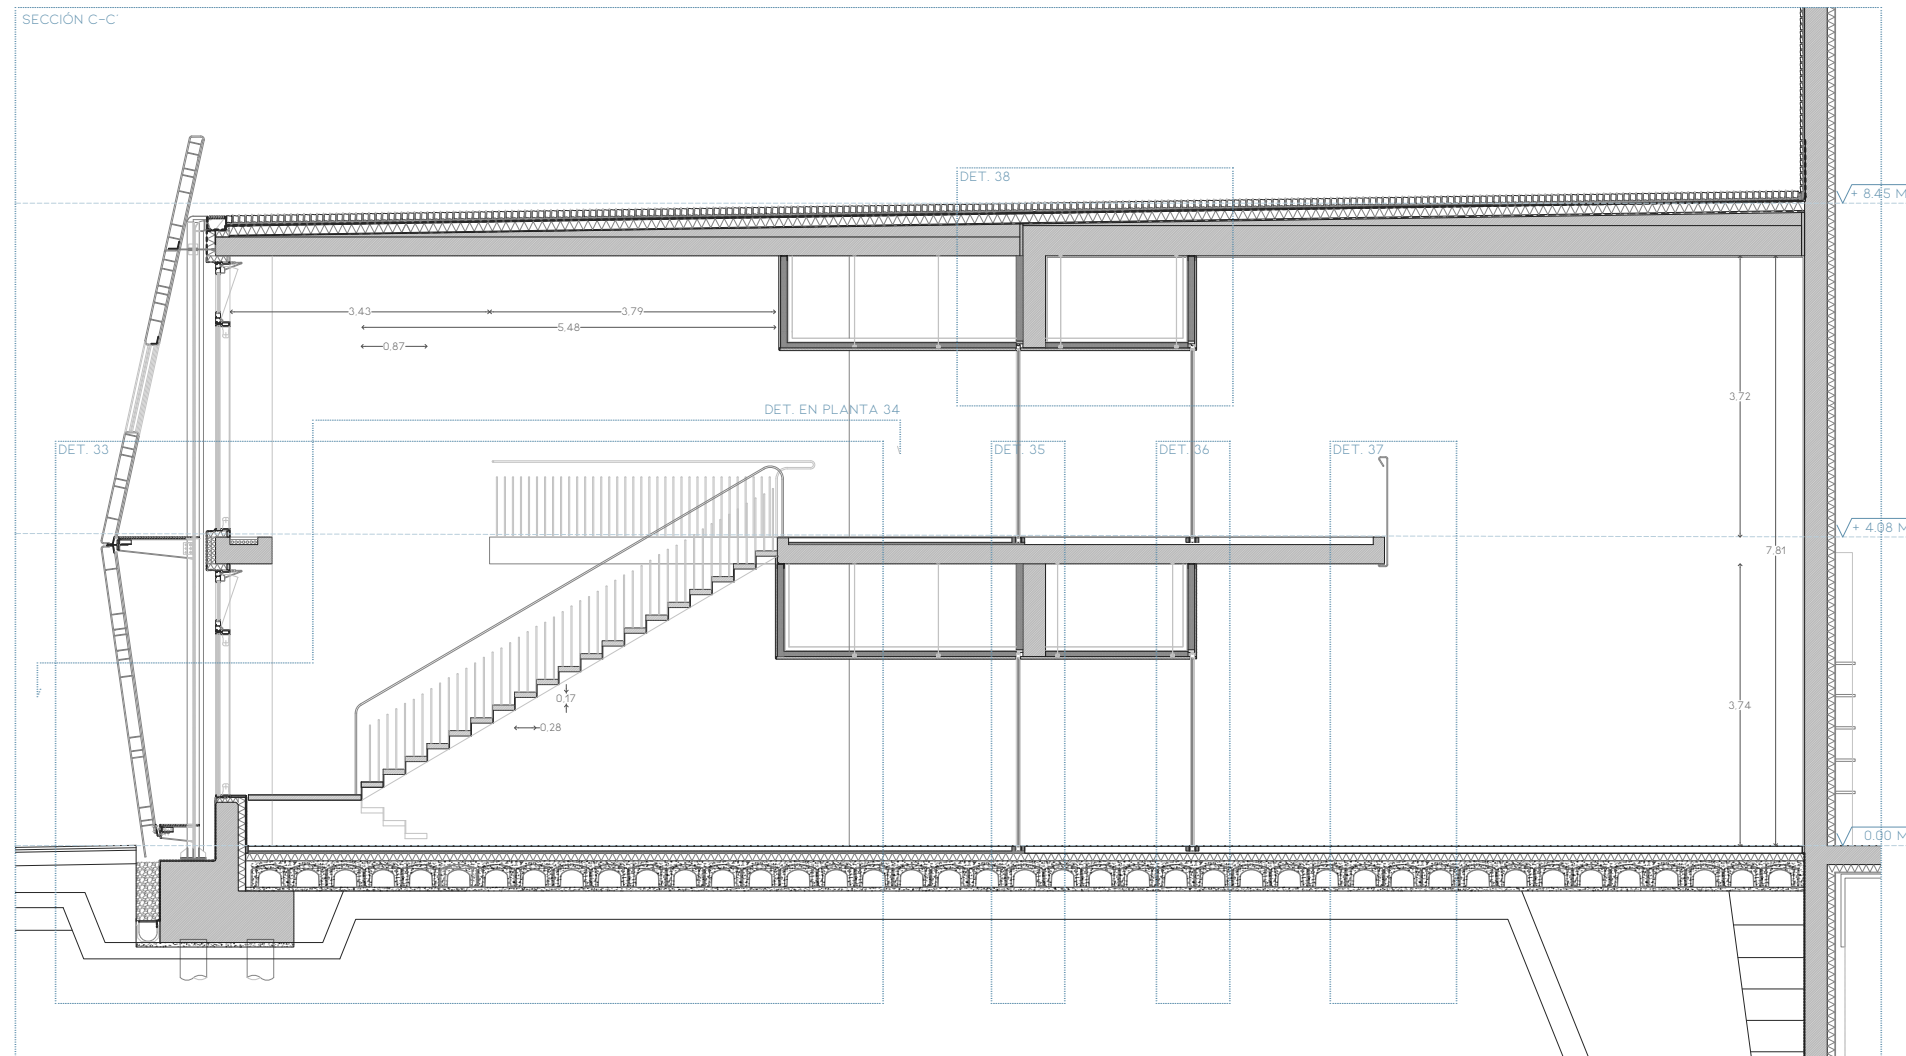 SECCIÓN C-C'
DET. 38
+ 8.45 M
3,43
3,79
5,48
0,87
3,72
DET. EN PLANTA 34
DET. 33
DET. 35
DET. 36
DET. 37
+ 4.08 M
7,81
0,17
0,28
3,74
0.00 M